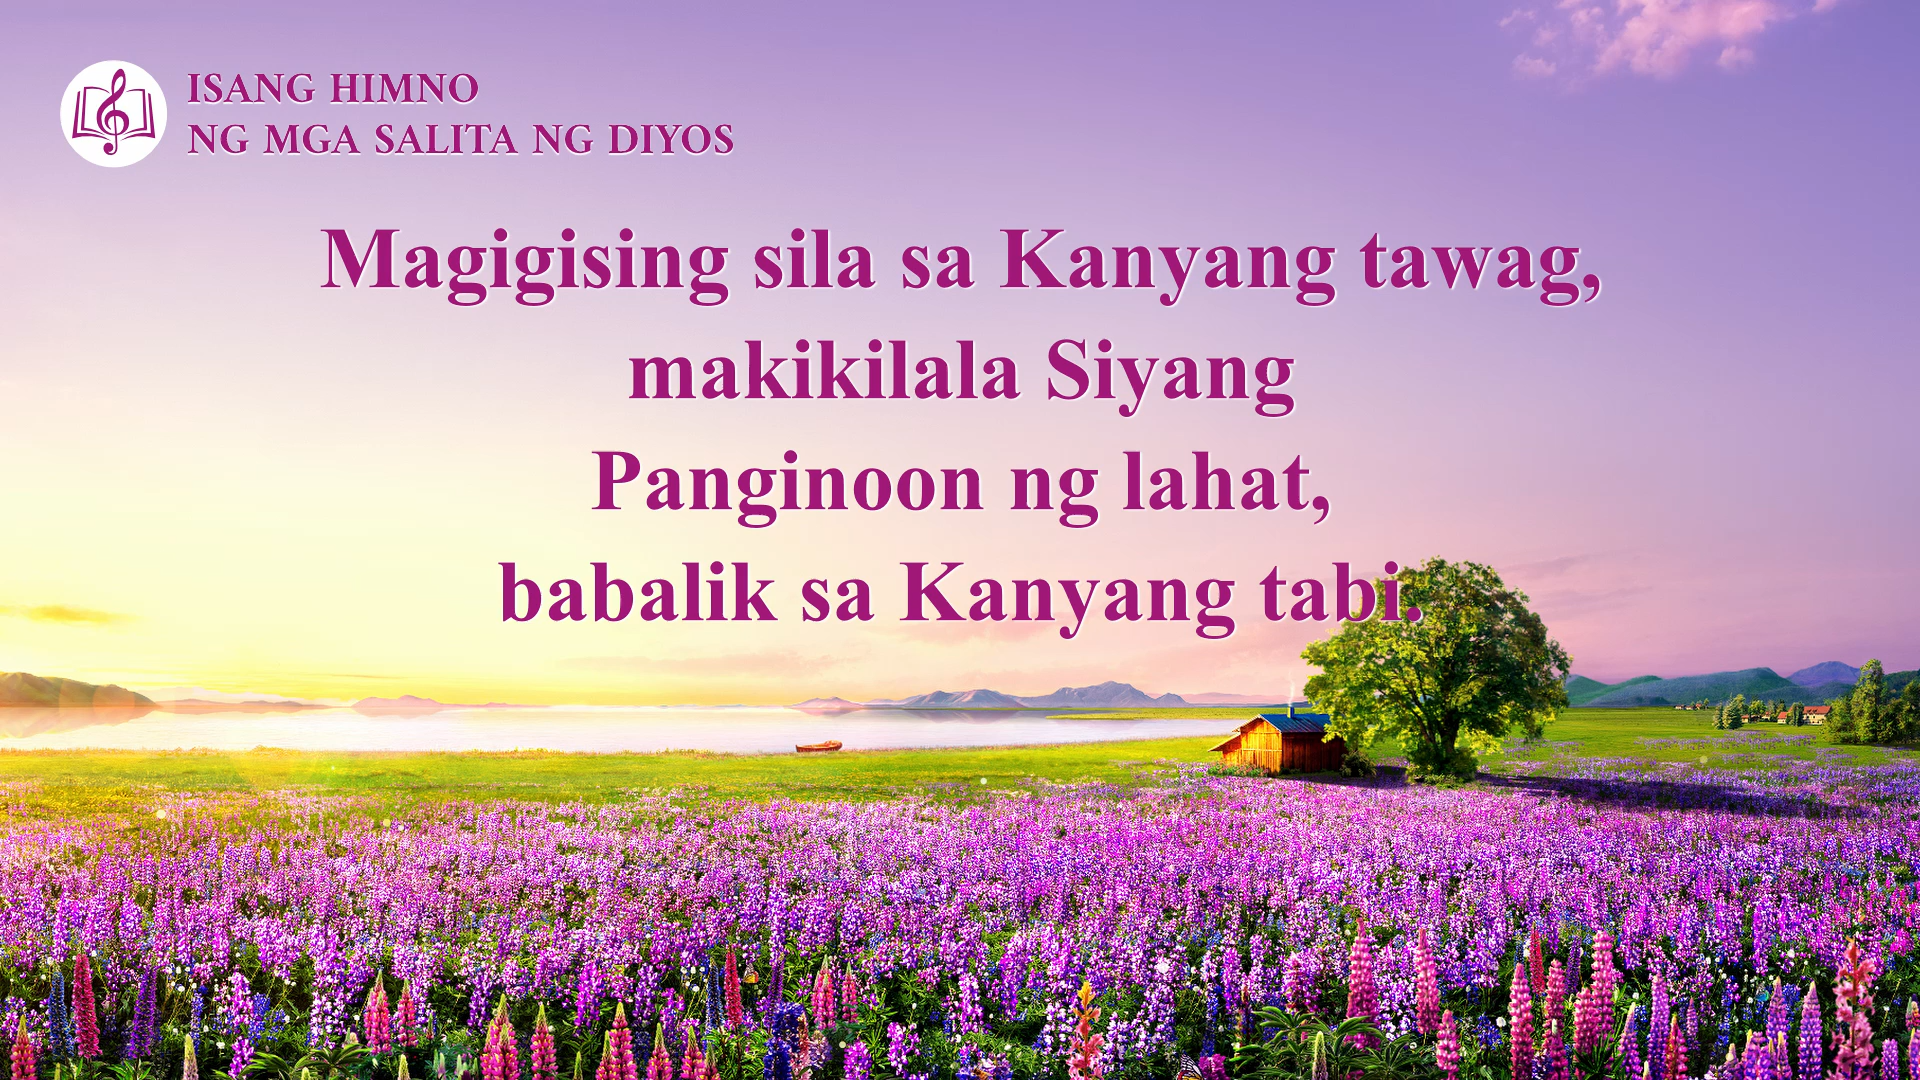 ISANG HIMNO
NG MGA SALITA NG DIYOS
Magigising sila sa Kanyang tawag,
makikilala Siyang
Panginoon ng lahat,
babalik sa Kanyang tabi.